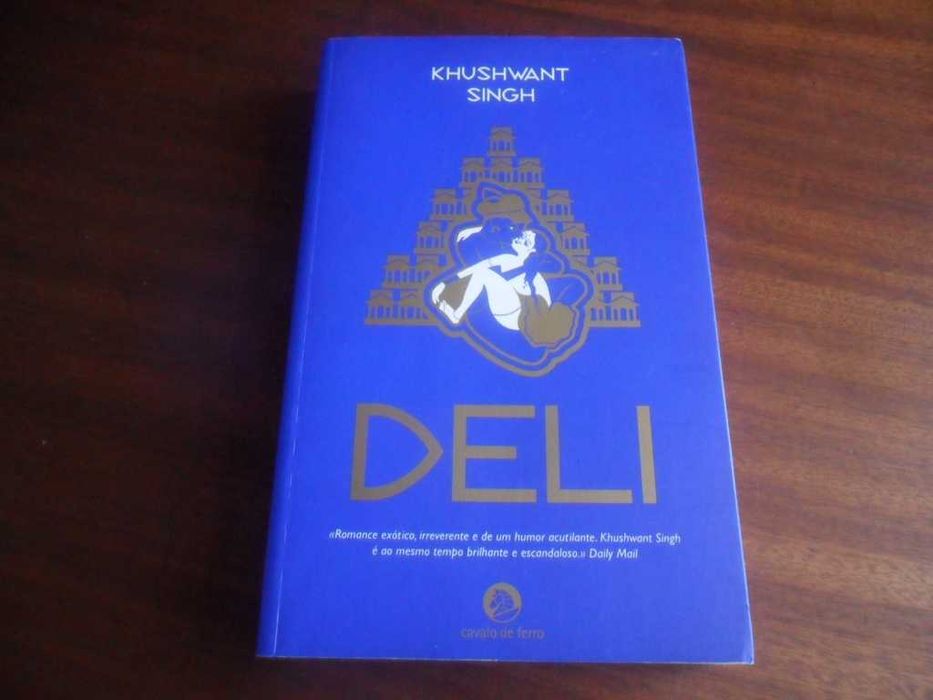 KHUSHWANT
SINGH
DELI
«Romance exótico, irreverente e de um humor acutilante. Khushwant Singh
é ao mesmo tempo brilhante e escandaloso.» Daily Mail
cavalo de ferro